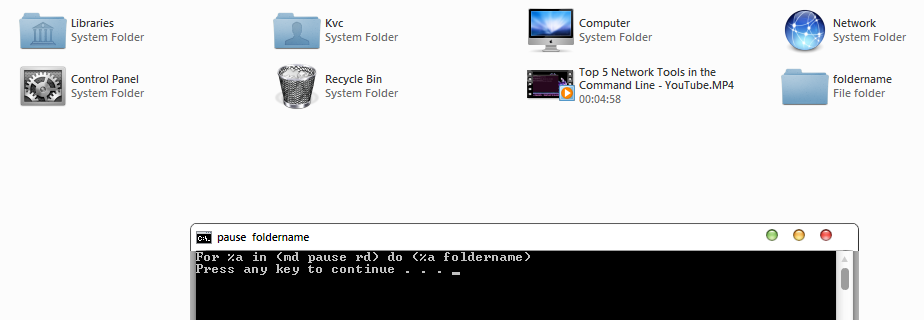 Libraries
System Folder
Kvc
System Folder
Computer
System Folder
Network
System Folder
Control Panel
System Folder
Recycle Bin
System Folder
Top 5 Network Tools in the
Command Line - YouTube.MP4
00:04:58
foldername
File folder
C:\.
pause  foldername
For %a in (md pause rd) do (%a foldername)
Press any key to continue . . . _